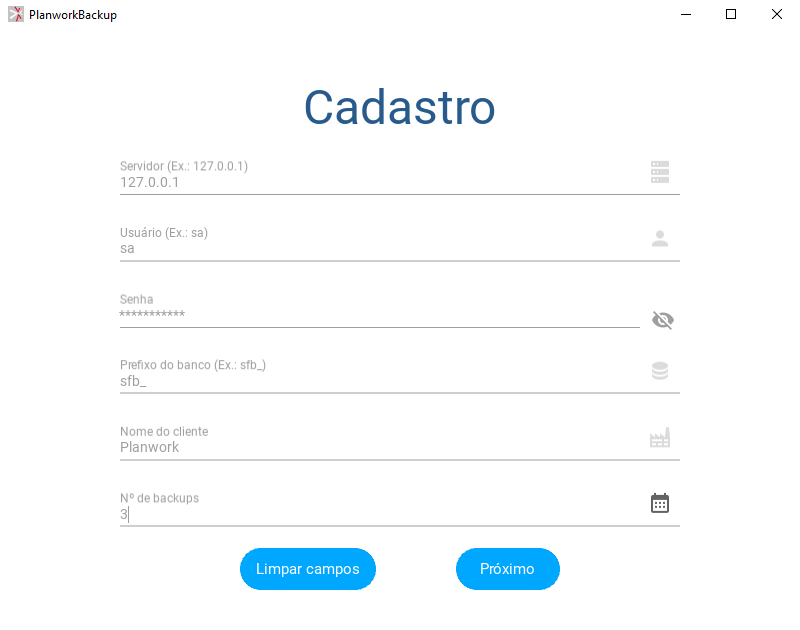 PlanworkBackup
Cadastro
Servidor (Ex.: 127.0.0.1)
127.0.0.1
Usuário (Ex.: sa)
sa
Senha
***********
Prefixo do banco (Ex.: sfb_)
sfb_
Nome do cliente
Planwork
Nº de backups
3
Limpar campos
Próximo